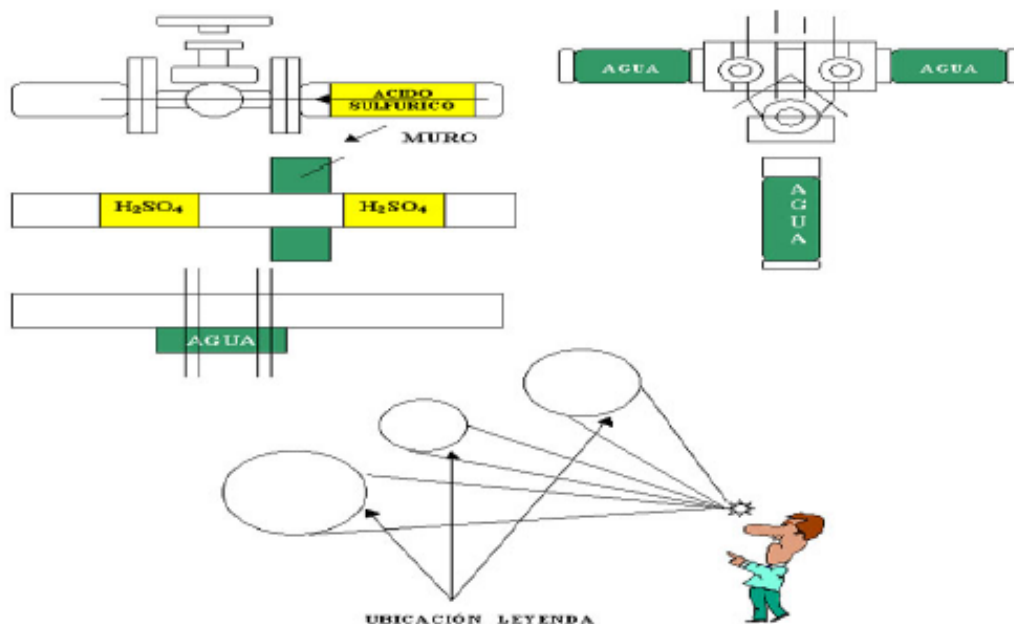 AGUA
AGUA
ACIDO
SULFURICO
MURO
H₂SO₄
H₂SO₄
AGUA
AGUA
UBICACIÓN LEYENDA